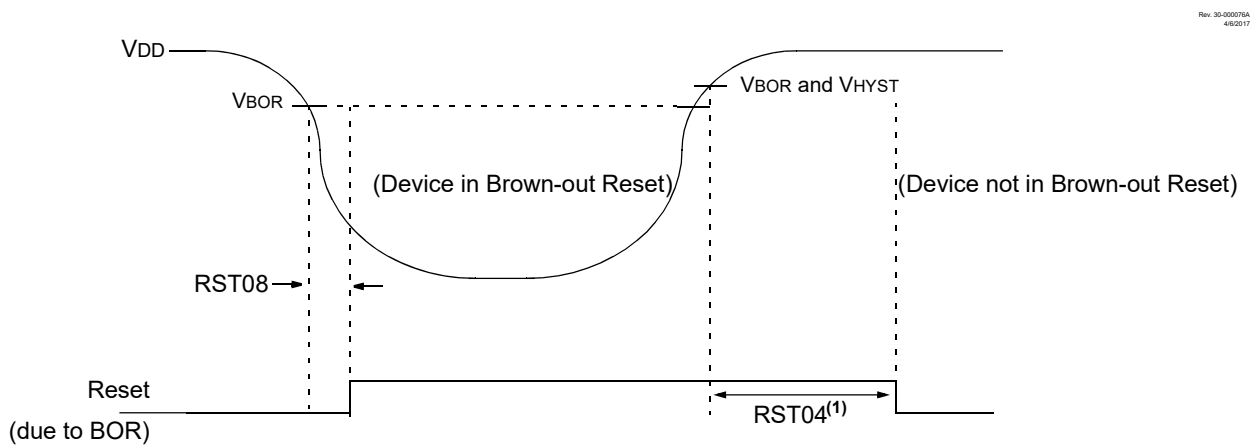 Rev. 30-000076A
4/6/2017
VDD
VBOR
VBOR and VHYST
(Device in Brown-out Reset)
(Device not in Brown-out Reset)
RST08
Reset
(due to BOR)
RST04(1)